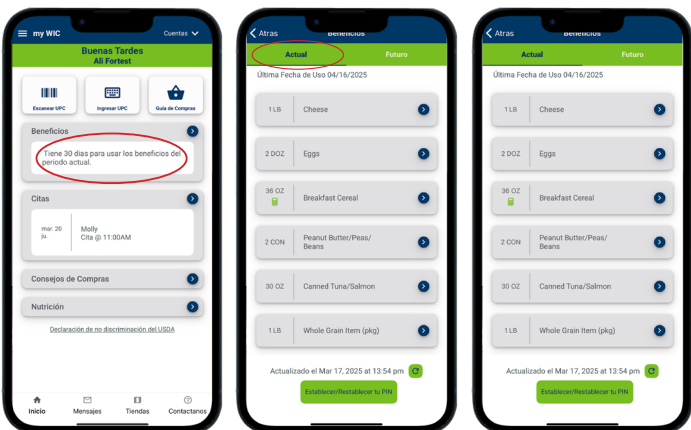 my WIC
Cuentas
Buenas Tardes
Ali Fortest
Escanear UPC
Ingresar UPC
Guía de Compras
Beneficios
Tiene 30 dias para usar los beneficios del
periodo actual.
Citas
mar. 20
ju.
Molly
Cita @ 11:00AM
Consejos de Compras
Nutrición
Declaración de no discriminación del USDA
Inicio
Mensajes
Tiendas
Contactanos
Atras
Beneficios
Actual
Futuro
Última Fecha de Uso 04/16/2025
1 LB
Cheese
2 DOZ
Eggs
36 OZ
Breakfast Cereal
2 CON
Peanut Butter/Peas/
Beans
30 OZ
Canned Tuna/Salmon
1 LB
Whole Grain Item (pkg)
Actualizado el Mar 17, 2025 at 13:54 pm
Establecer/Restablecer tu PIN
Atras
Beneficios
Actual
Futuro
Última Fecha de Uso 04/16/2025
1 LB
Cheese
2 DOZ
Eggs
36 OZ
Breakfast Cereal
2 CON
Peanut Butter/Peas/
Beans
30 OZ
Canned Tuna/Salmon
1 LB
Whole Grain Item (pkg)
Actualizado el Mar 17, 2025 at 13:54 pm
Establecer/Restablecer tu PIN